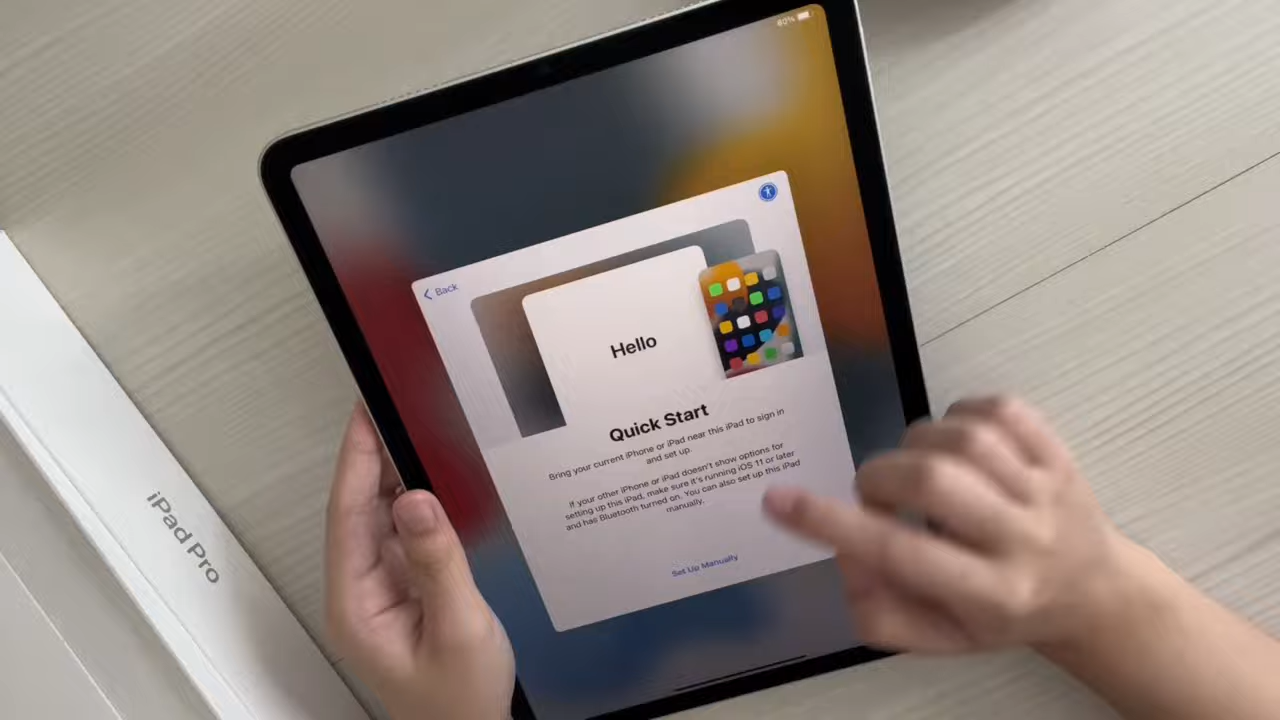 80%
Back
Hello
Quick Start
Bring your current iPhone or iPad near this iPad to sign in
and set up.
If your other iPhone or iPad doesn't show options for
setting up this iPad, make sure it's running iOS 11 or later
and has Bluetooth turned on. You can also set up this iPad
manually.
Set Up Manually
iPad Pro